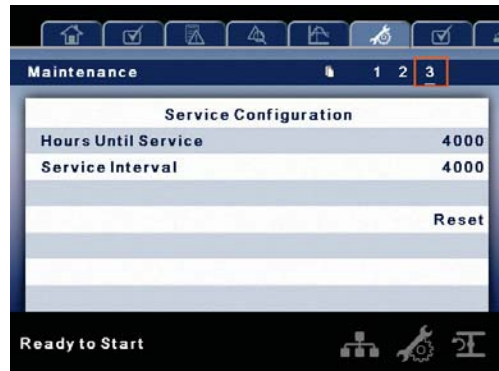 Maintenance 1 2 3
Service Configuration
Hours Until Service 4000
Service Interval 4000
Reset
Ready to Start